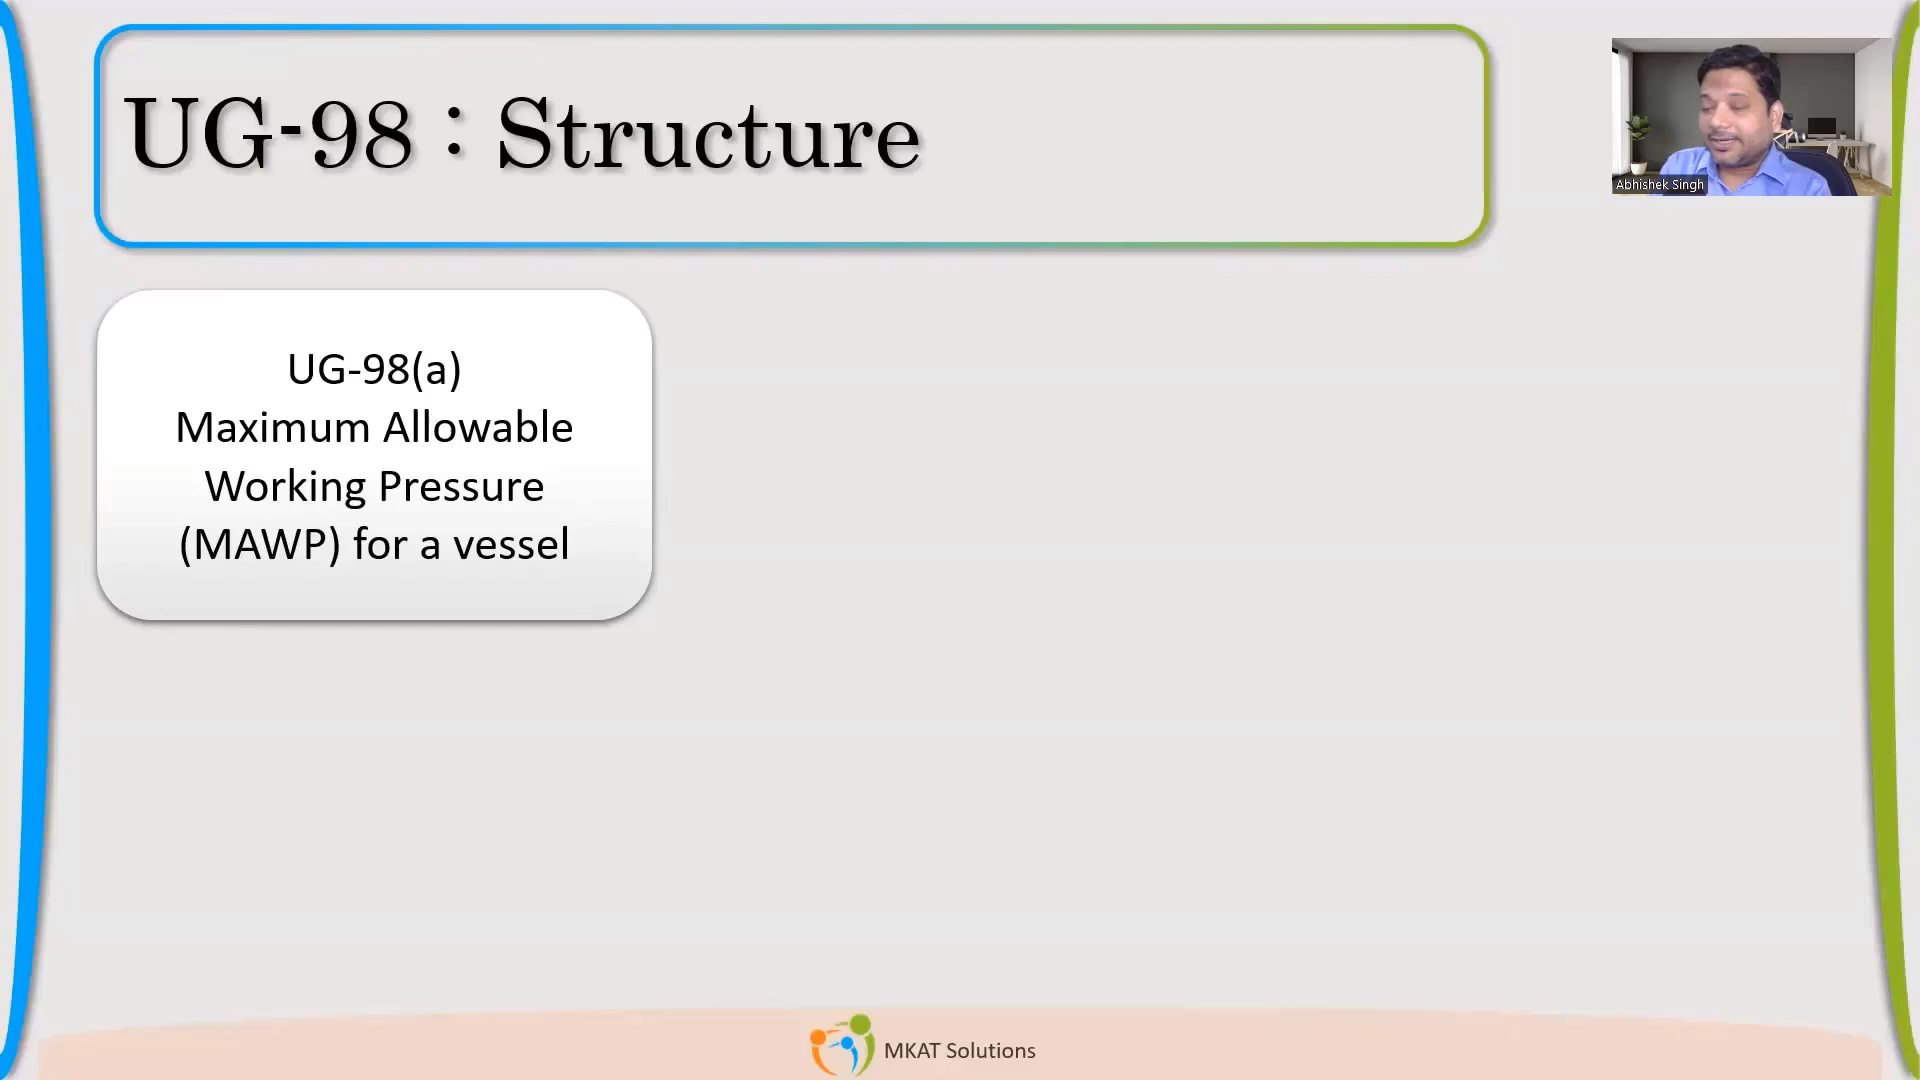 UG-98 : Structure
Abhishek Singh
UG-98(a)
Maximum Allowable
Working Pressure
(MAWP) for a vessel
MKAT Solutions